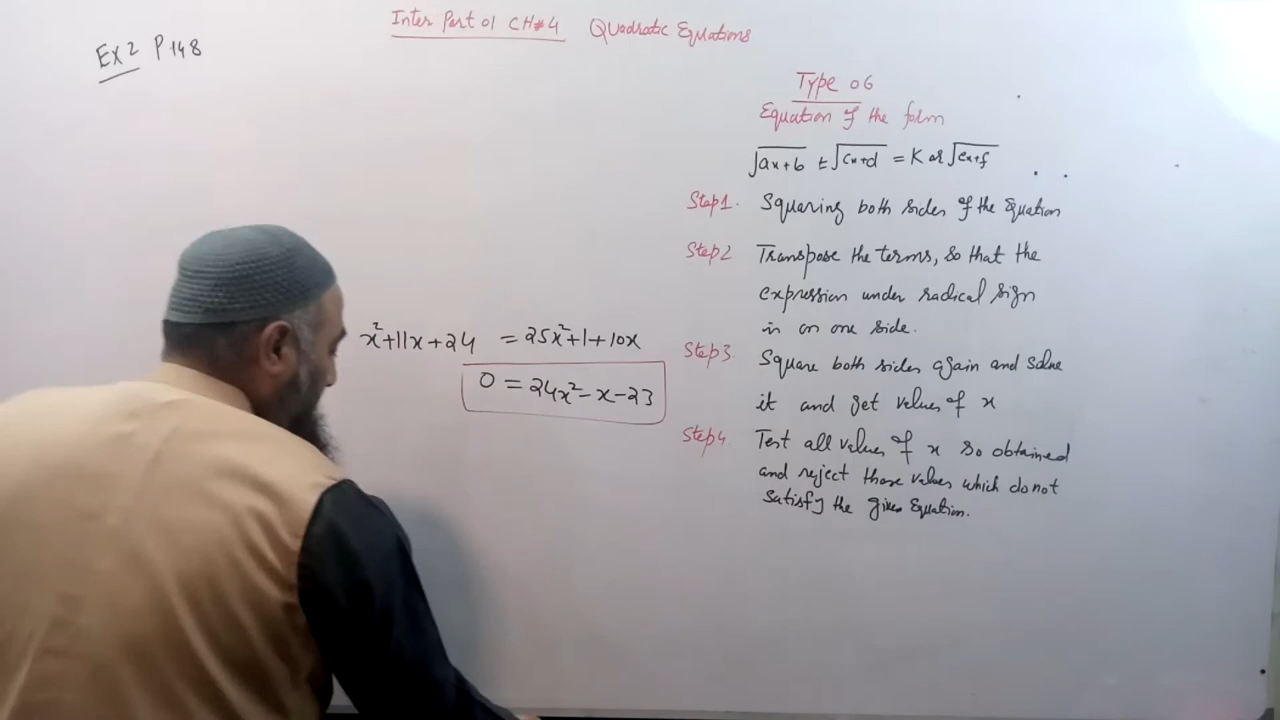 Inter Part 01 CH#4 Quadratic Equations
Ex2 P148
Type 06
Equation of the form
√ax+b ± √cx+d = K or √ex+f
Step1. Squaring both sides of the Equation
Step2 Transpose the terms, so that the
expression under radical sign
is on one side.
Step3 Square both sides again and solve
it and get values of x
Step4. Test all values of x so obtained
and reject those values which do not
satisfy the given Equation.
x²+11x+24 = 25x²+1+10x
0 = 24x²-x-23